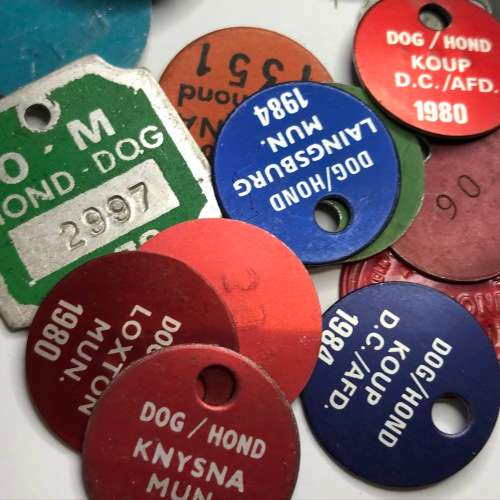 DOG / HOND
KOUP
D.C./AFD.
1980
1351
1984
DOG/HOND
LAINGSBURG
MUN.
O - M
HOND - DOG
2997
90
1980
LOXTON
MUN.
1984
DOG/HOND
KOUP
D.C./AFD.
DOG / HOND
KNYSNA
MUN.